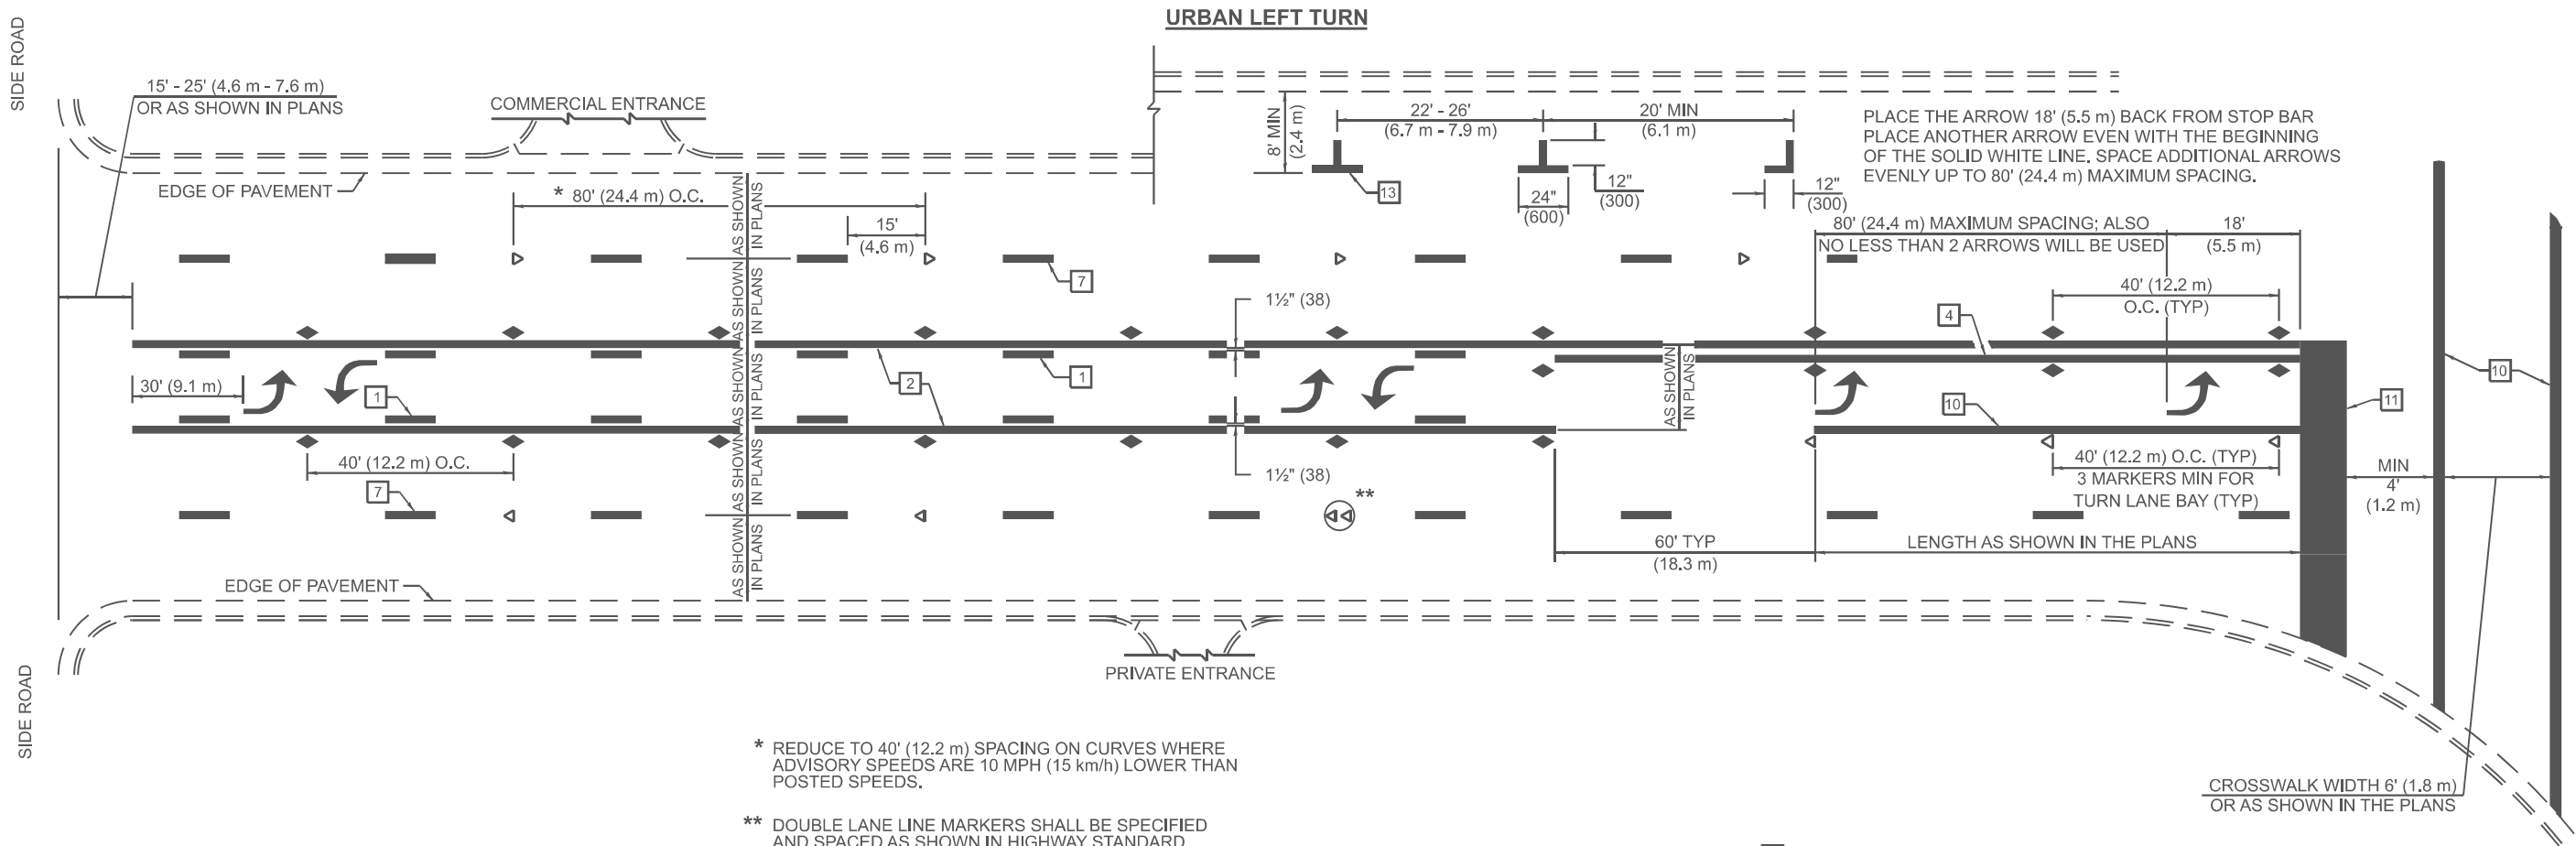 URBAN LEFT TURN
SIDE ROAD
15' - 25' (4.6 m - 7.6 m)
OR AS SHOWN IN PLANS
COMMERCIAL ENTRANCE
EDGE OF PAVEMENT
* 80' (24.4 m) O.C.
15'
(4.6 m)
8' MIN
(2.4 m)
22' - 26'
(6.7 m - 7.9 m)
20' MIN
(6.1 m)
13
24"
(600)
12"
(300)
12"
(300)
PLACE THE ARROW 18' (5.5 m) BACK FROM STOP BAR
PLACE ANOTHER ARROW EVEN WITH THE BEGINNING
OF THE SOLID WHITE LINE. SPACE ADDITIONAL ARROWS
EVENLY UP TO 80' (24.4 m) MAXIMUM SPACING.
80' (24.4 m) MAXIMUM SPACING; ALSO
NO LESS THAN 2 ARROWS WILL BE USED
18'
(5.5 m)
40' (12.2 m)
O.C. (TYP)
AS SHOWN
IN PLANS
AS SHOWN
IN PLANS
AS SHOWN
IN PLANS
AS SHOWN
IN PLANS
AS SHOWN
IN PLANS
7
1½" (38)
4
30' (9.1 m)
1
2
1
AS SHOWN
IN PLANS
10
10
11
40' (12.2 m) O.C.
7
1½" (38)
**
40' (12.2 m) O.C. (TYP)
3 MARKERS MIN FOR
TURN LANE BAY (TYP)
MIN
4'
(1.2 m)
60' TYP
(18.3 m)
LENGTH AS SHOWN IN THE PLANS
EDGE OF PAVEMENT
PRIVATE ENTRANCE
SIDE ROAD
* REDUCE TO 40' (12.2 m) SPACING ON CURVES WHERE
ADVISORY SPEEDS ARE 10 MPH (15 km/h) LOWER THAN
POSTED SPEEDS.
CROSSWALK WIDTH 6' (1.8 m)
OR AS SHOWN IN THE PLANS
** DOUBLE LANE LINE MARKERS SHALL BE SPECIFIED
AND SPACED AS SHOWN IN HIGHWAY STANDARD